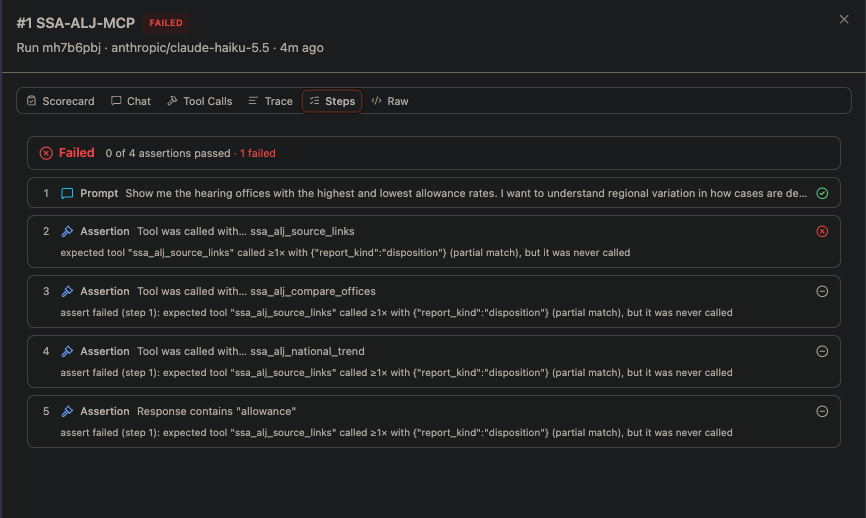 #1 SSA-ALJ-MCP FAILED
Run mh7b6pbj · anthropic/claude-haiku-5.5 · 4m ago
Scorecard Chat Tool Calls Trace Steps Raw
Failed 0 of 4 assertions passed · 1 failed
1 Prompt Show me the hearing offices with the highest and lowest allowance rates. I want to understand regional variation in how cases are de...
2 Assertion Tool was called with... ssa_alj_source_links
expected tool "ssa_alj_source_links" called ≥1× with {"report_kind":"disposition"} (partial match), but it was never called
3 Assertion Tool was called with... ssa_alj_compare_offices
assert failed (step 1): expected tool "ssa_alj_source_links" called ≥1× with {"report_kind":"disposition"} (partial match), but it was never called
4 Assertion Tool was called with... ssa_alj_national_trend
assert failed (step 1): expected tool "ssa_alj_source_links" called ≥1× with {"report_kind":"disposition"} (partial match), but it was never called
5 Assertion Response contains "allowance"
assert failed (step 1): expected tool "ssa_alj_source_links" called ≥1× with {"report_kind":"disposition"} (partial match), but it was never called